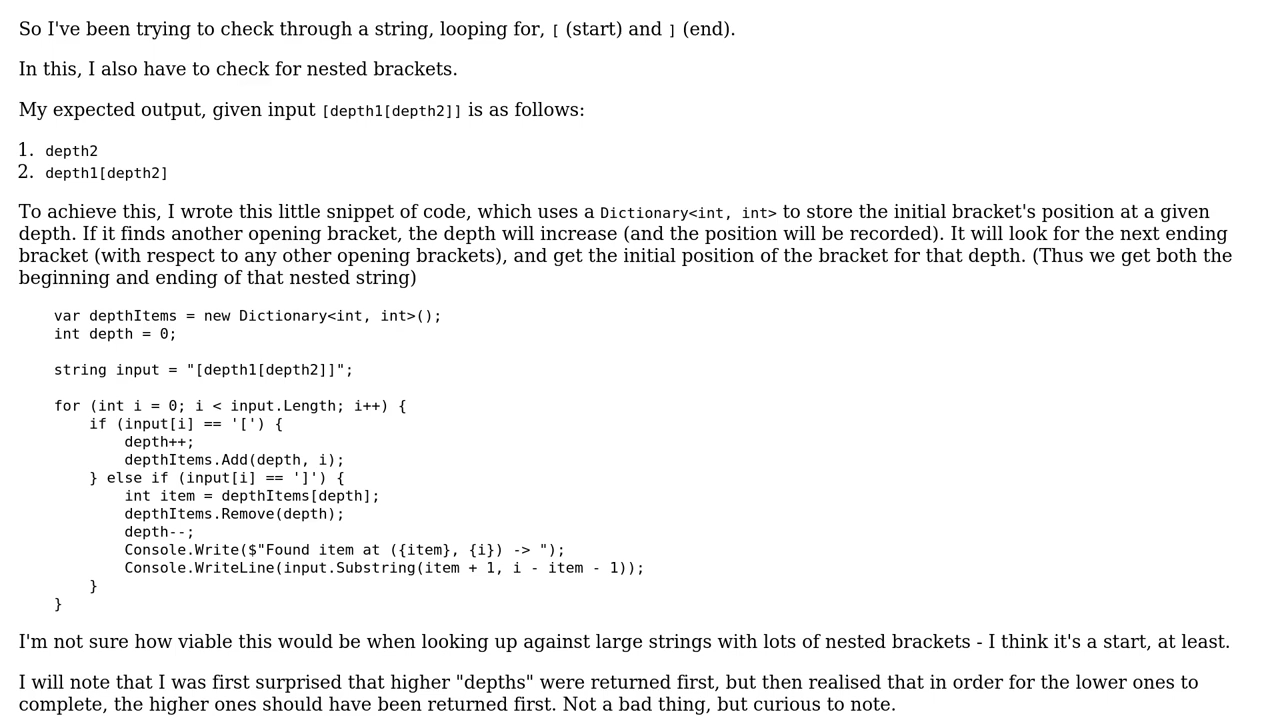 So I've been trying to check through a string, looping for, [ (start) and ] (end).
In this, I also have to check for nested brackets.
My expected output, given input [depth1[depth2]] is as follows:
1. depth2
2. depth1[depth2]
To achieve this, I wrote this little snippet of code, which uses a Dictionary<int, int> to store the initial bracket's position at a given
depth. If it finds another opening bracket, the depth will increase (and the position will be recorded). It will look for the next ending
bracket (with respect to any other opening brackets), and get the initial position of the bracket for that depth. (Thus we get both the
beginning and ending of that nested string)
var depthItems = new Dictionary<int, int>();
int depth = 0;
string input = "[depth1[depth2]]";
for (int i = 0; i < input.Length; i++) {
if (input[i] == '[') {
depth++;
depthItems.Add(depth, i);
} else if (input[i] == ']') {
int item = depthItems[depth];
depthItems.Remove(depth);
depth--;
Console.Write($"Found item at ({item}, {i}) -> ");
Console.WriteLine(input.Substring(item + 1, i - item - 1));
}
}
I'm not sure how viable this would be when looking up against large strings with lots of nested brackets - I think it's a start, at least.
I will note that I was first surprised that higher "depths" were returned first, but then realised that in order for the lower ones to
complete, the higher ones should have been returned first. Not a bad thing, but curious to note.